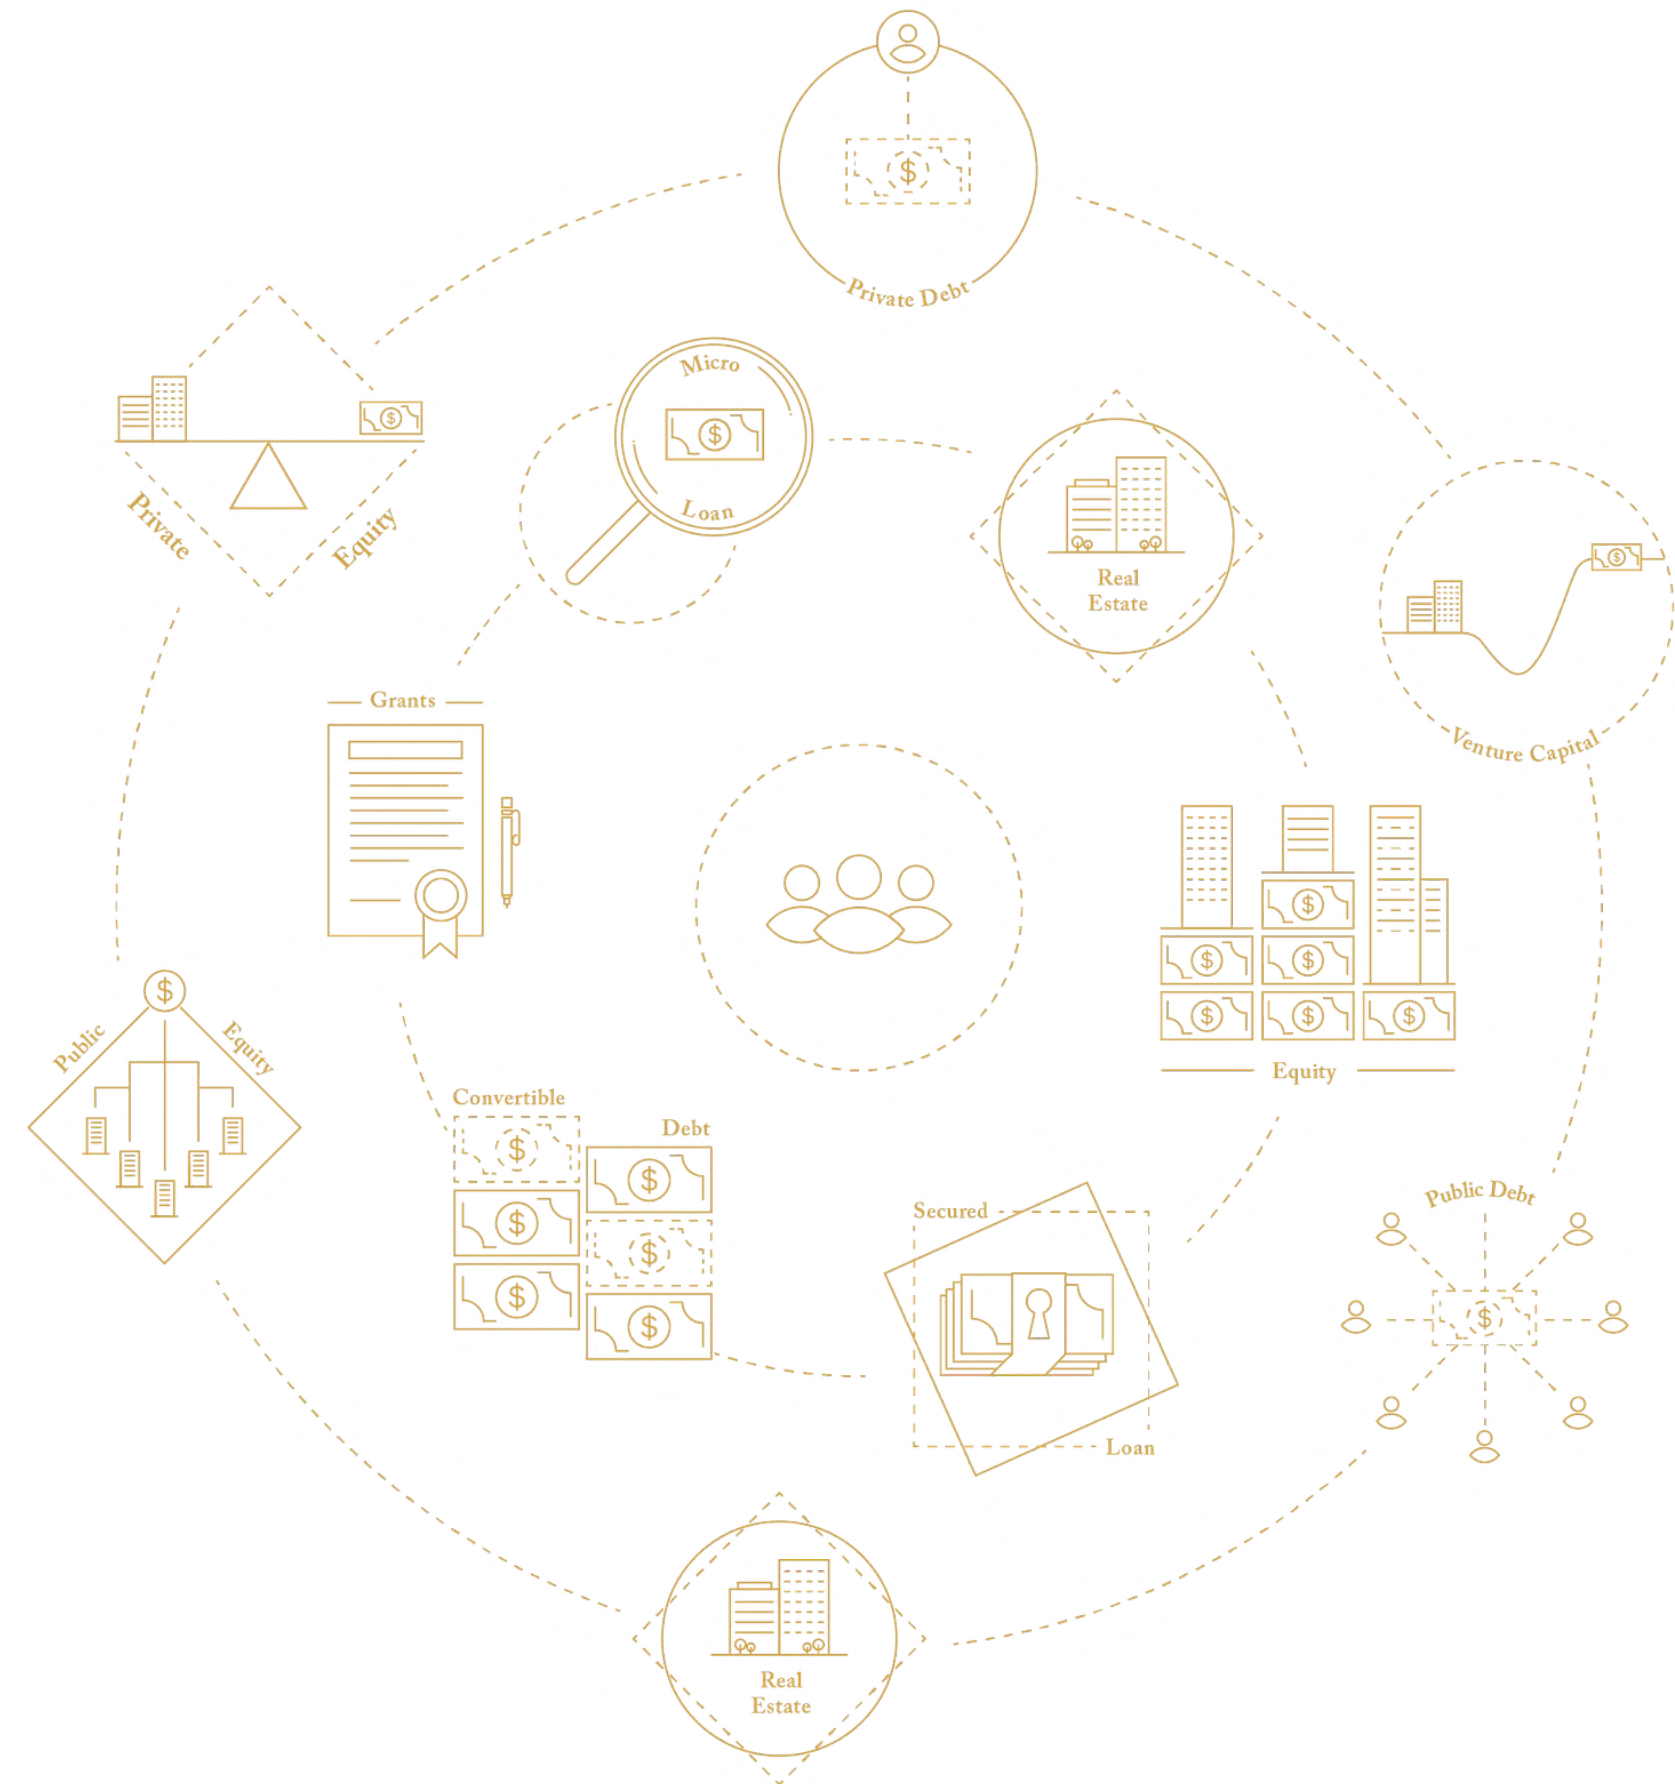 Private Debt
Micro
Loan
Private
Equity
Real
Estate
Venture Capital
Grants
Equity
Public
Equity
Convertible
Debt
Secured
Loan
Public Debt
Real
Estate